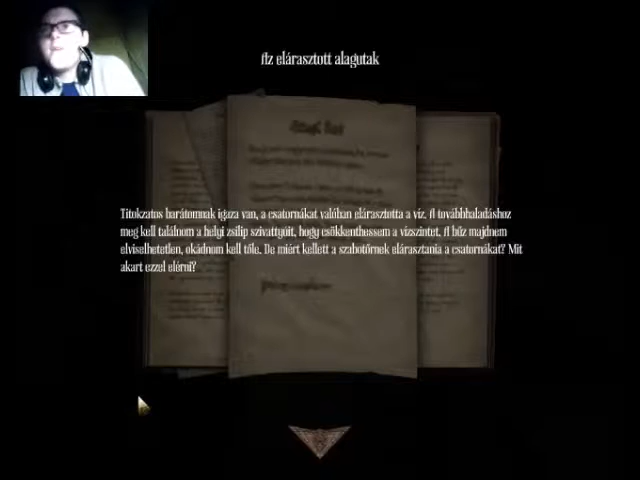 Az elárasztott alagutak
Titokzatos barátomnak igaza van, a csatornákat valóban elárasztotta a víz. A továbbhaladáshoz
meg kell találnom a helyi zsilip szivattyúit, hogy csökkenthessem a vízszintet. A bűz majdnem
elviselhetetlen, okádnom kell tőle. De miért kellett a szabotőrnek elárasztania a csatornákat? Mit
akart ezzel elérni?